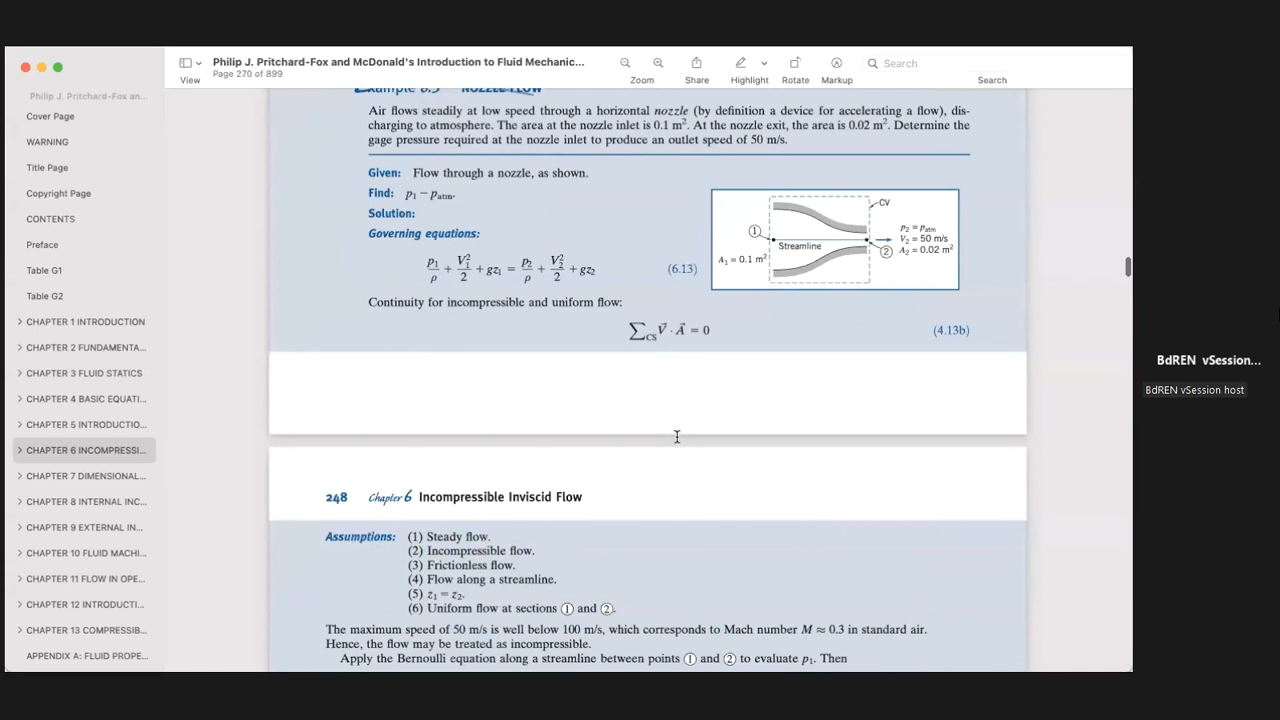 Philip J. Pritchard-Fox and McDonald's Introduction to Fluid Mechanic...
Page 270 of 899
View
Zoom
Share
Highlight
Rotate
Markup
Search
Search
Philip J. Pritchard-Fox an...
Cover Page
WARNING
Title Page
Copyright Page
CONTENTS
Preface
Table G1
Table G2
CHAPTER 1 INTRODUCTION
CHAPTER 2 FUNDAMENTA...
CHAPTER 3 FLUID STATICS
CHAPTER 4 BASIC EQUATI...
CHAPTER 5 INTRODUCTIO...
CHAPTER 6 INCOMPRESSI...
CHAPTER 7 DIMENSIONAL...
CHAPTER 8 INTERNAL INC...
CHAPTER 9 EXTERNAL IN...
CHAPTER 10 FLUID MACHI...
CHAPTER 11 FLOW IN OPE...
CHAPTER 12 INTRODUCTI...
CHAPTER 13 COMPRESSIB...
APPENDIX A: FLUID PROPE...
Air flows steadily at low speed through a horizontal nozzle (by definition a device for accelerating a flow), dis-
charging to atmosphere. The area at the nozzle inlet is 0.1 m². At the nozzle exit, the area is 0.02 m². Determine the
gage pressure required at the nozzle inlet to produce an outlet speed of 50 m/s.
Given: Flow through a nozzle, as shown.
Find: p₁ − pₐₜₘ.
Solution:
Governing equations:
p₁/ρ + V₁²/2 + gz₁ = p₂/ρ + V₂²/2 + gz₂ (6.13)
CV
①
Streamline
A₁ = 0.1 m²
②
p₂ = pₐₜₘ
V₂ = 50 m/s
A₂ = 0.02 m²
Continuity for incompressible and uniform flow:
∑CS V⃗ · A⃗ = 0 (4.13b)
248 Chapter 6 Incompressible Inviscid Flow
Assumptions: (1) Steady flow.
(2) Incompressible flow.
(3) Frictionless flow.
(4) Flow along a streamline.
(5) z₁ = z₂.
(6) Uniform flow at sections ① and ②.
The maximum speed of 50 m/s is well below 100 m/s, which corresponds to Mach number M ≈ 0.3 in standard air.
Hence, the flow may be treated as incompressible.
Apply the Bernoulli equation along a streamline between points ① and ② to evaluate p₁. Then
BdREN vSession...
BdREN vSession host